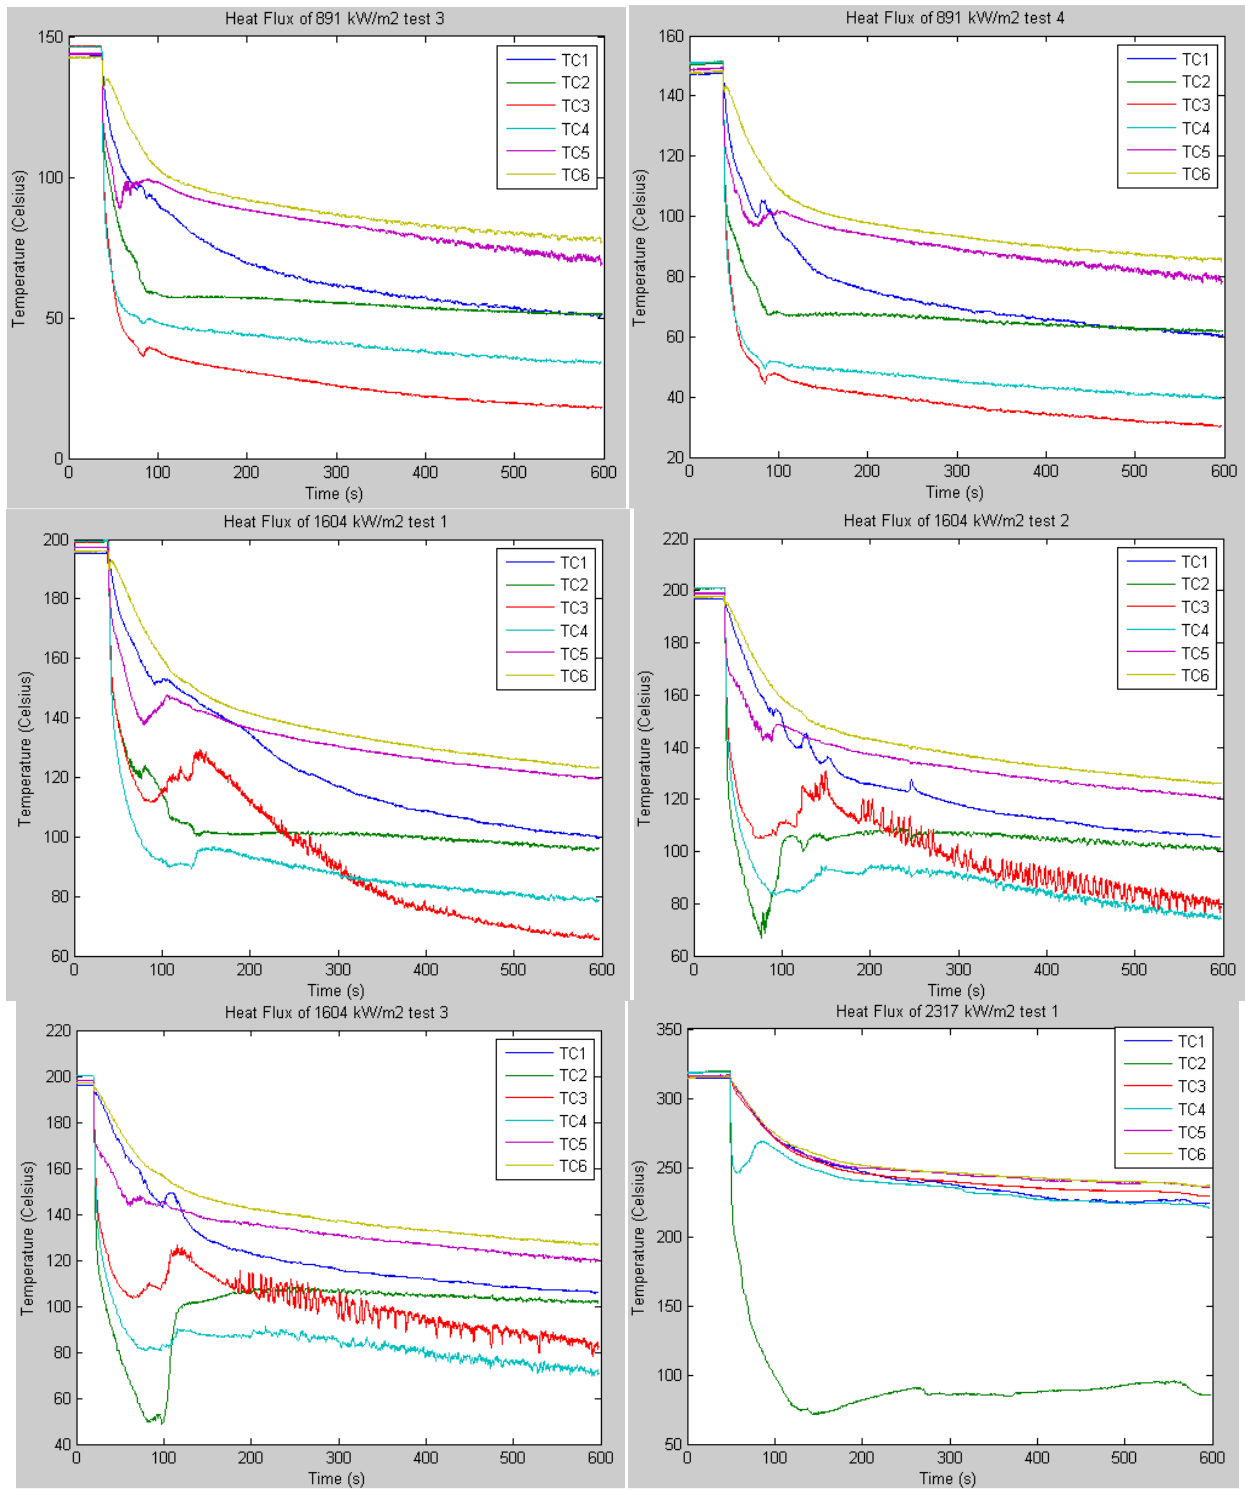 Heat Flux of 891 kW/m2 test 3
150
100
50
0
0 100 200 300 400 500 600
Temperature (Celsius)
Time (s)
TC1
TC2
TC3
TC4
TC5
TC6
Heat Flux of 891 kW/m2 test 4
160
140
120
100
80
60
40
20
0 100 200 300 400 500 600
Temperature (Celsius)
Time (s)
TC1
TC2
TC3
TC4
TC5
TC6
Heat Flux of 1604 kW/m2 test 1
200
180
160
140
120
100
80
60
0 100 200 300 400 500 600
Temperature (Celsius)
Time (s)
TC1
TC2
TC3
TC4
TC5
TC6
Heat Flux of 1604 kW/m2 test 2
220
200
180
160
140
120
100
80
60
0 100 200 300 400 500 600
Temperature (Celsius)
Time (s)
TC1
TC2
TC3
TC4
TC5
TC6
Heat Flux of 1604 kW/m2 test 3
220
200
180
160
140
120
100
80
60
40
0 100 200 300 400 500 600
Temperature (Celsius)
Time (s)
TC1
TC2
TC3
TC4
TC5
TC6
Heat Flux of 2317 kW/m2 test 1
350
300
250
200
150
100
50
0 100 200 300 400 500 600
Temperature (Celsius)
Time (s)
TC1
TC2
TC3
TC4
TC5
TC6